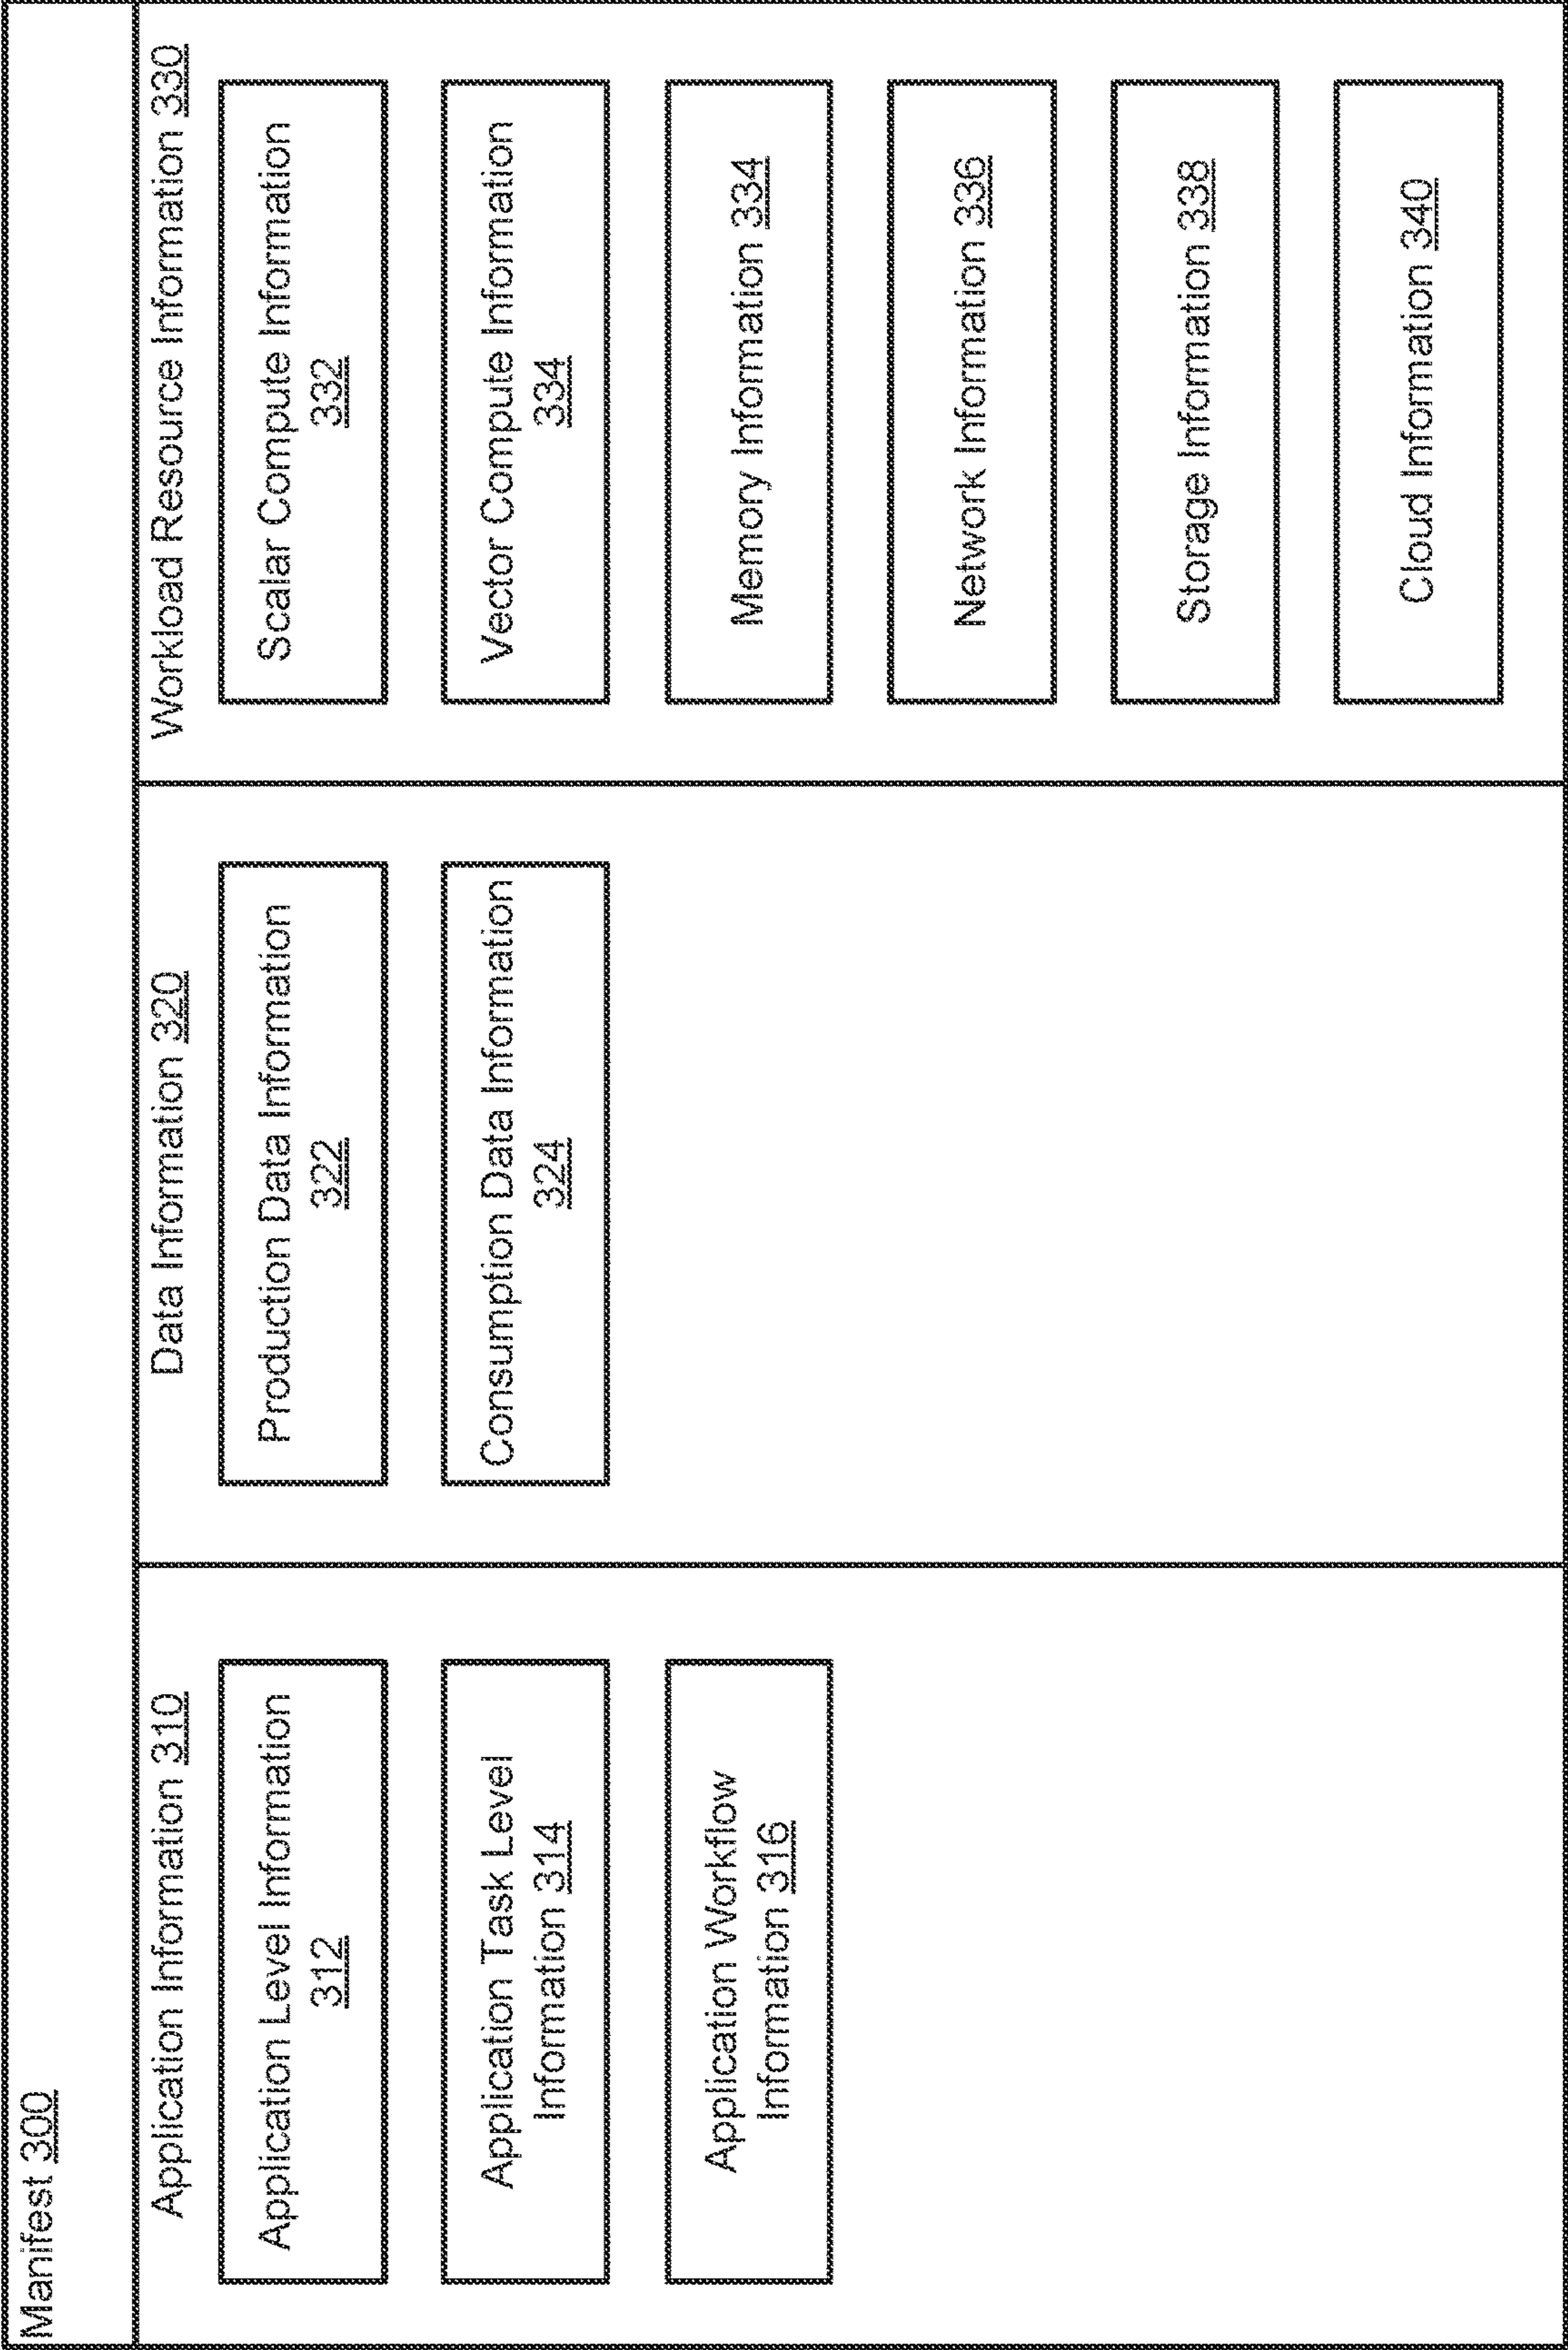 Manifest 300
Application Information 310
Application Level Information
312
Application Task Level
Information 314
Application Workflow
Information 316
Data Information 320
Production Data Information
322
Consumption Data Information
324
Workload Resource Information 330
Scalar Compute Information
332
Vector Compute Information
334
Memory Information 334
Network Information 336
Storage Information 338
Cloud Information 340